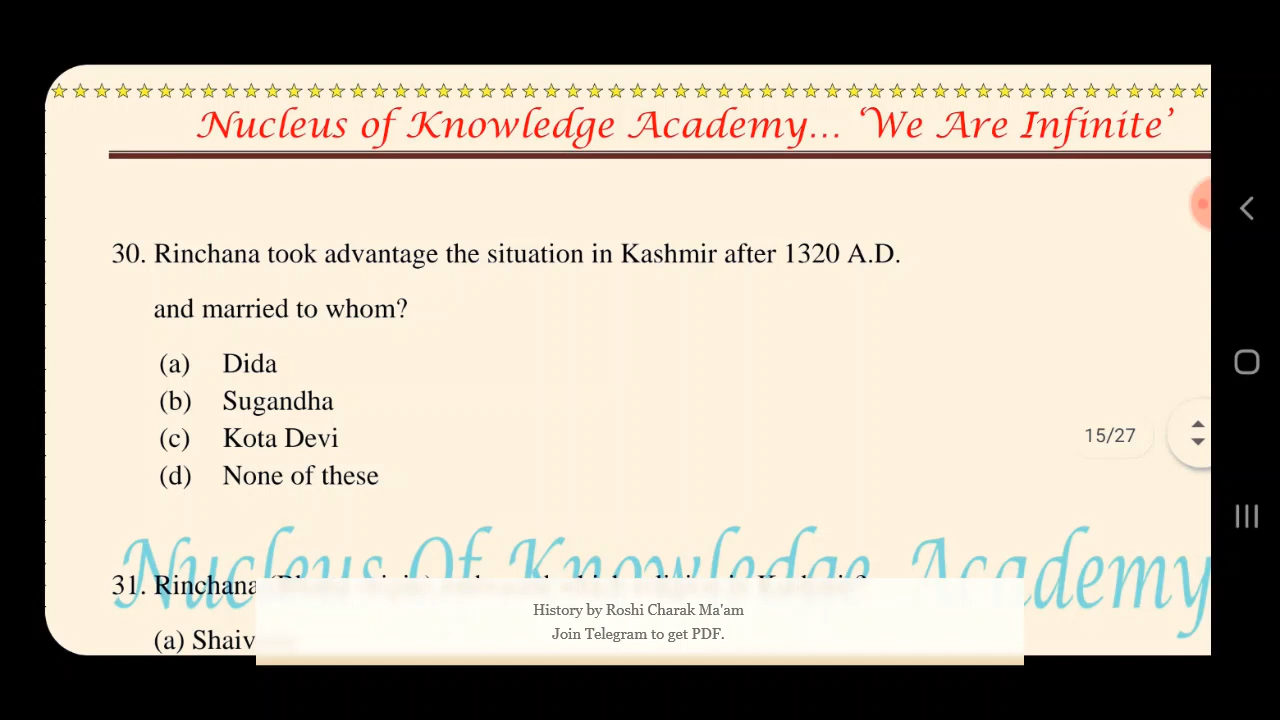 Nucleus of Knowledge Academy... 'We Are Infinite'
30. Rinchana took advantage the situation in Kashmir after 1320 A.D.
and married to whom?
(a) Dida
(b) Sugandha
(c) Kota Devi
(d) None of these
15/27
Nucleus Of Knowledge Academy
31. Rinchana
(a) Shaiv
History by Roshi Charak Ma'am
Join Telegram to get PDF.